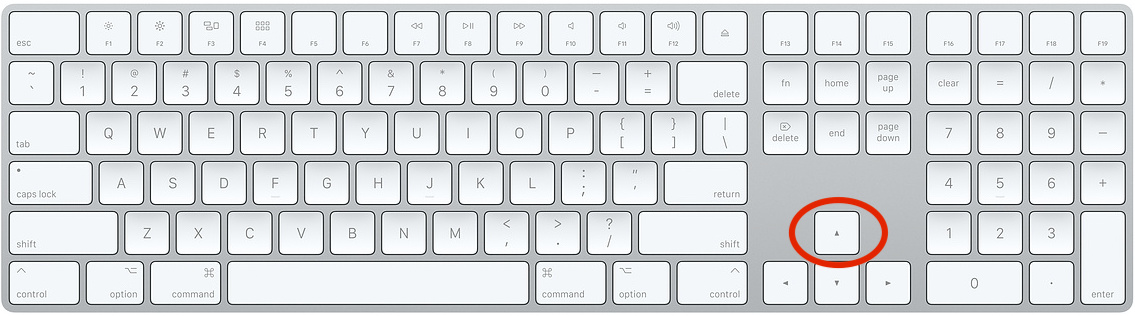 esc F1 F2 F3 F4 F5 F6 F7 F8 F9 F10 F11 F12 F13 F14 F15 F16 F17 F18 F19
~ ! @ # $ % ^ & * ( ) — +
` 1 2 3 4 5 6 7 8 9 0 - = delete fn home page up clear = / *
tab Q W E R T Y U I O P { [ } ] | \ delete end page down 7 8 9 —
caps lock A S D F G H J K L : ; " ' return 4 5 6 +
shift Z X C V B N M < , > . ? / shift ▲ 1 2 3
control option ⌘ command ⌘ command option control ◄ ▼ ► 0 . enter